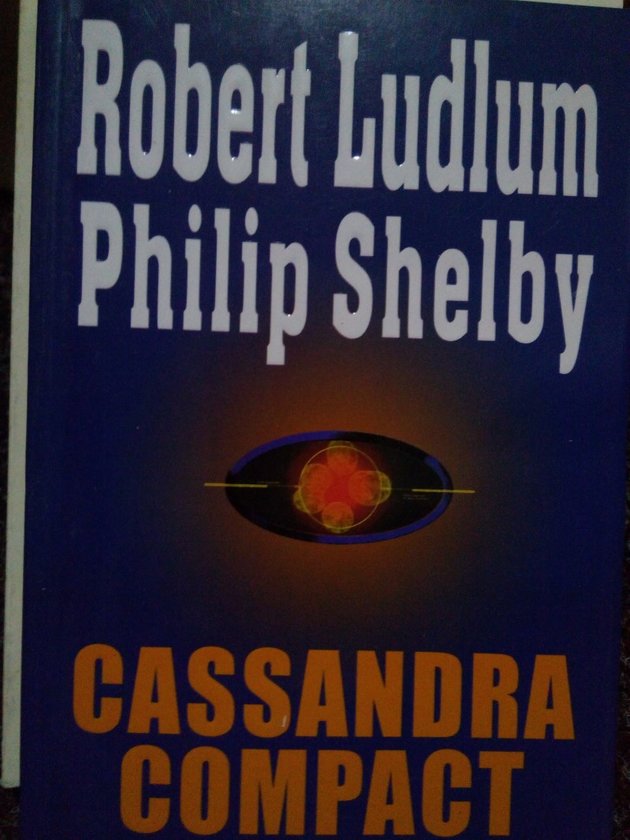 Robert Ludlum
Philip Shelby
CASSANDRA
COMPACT